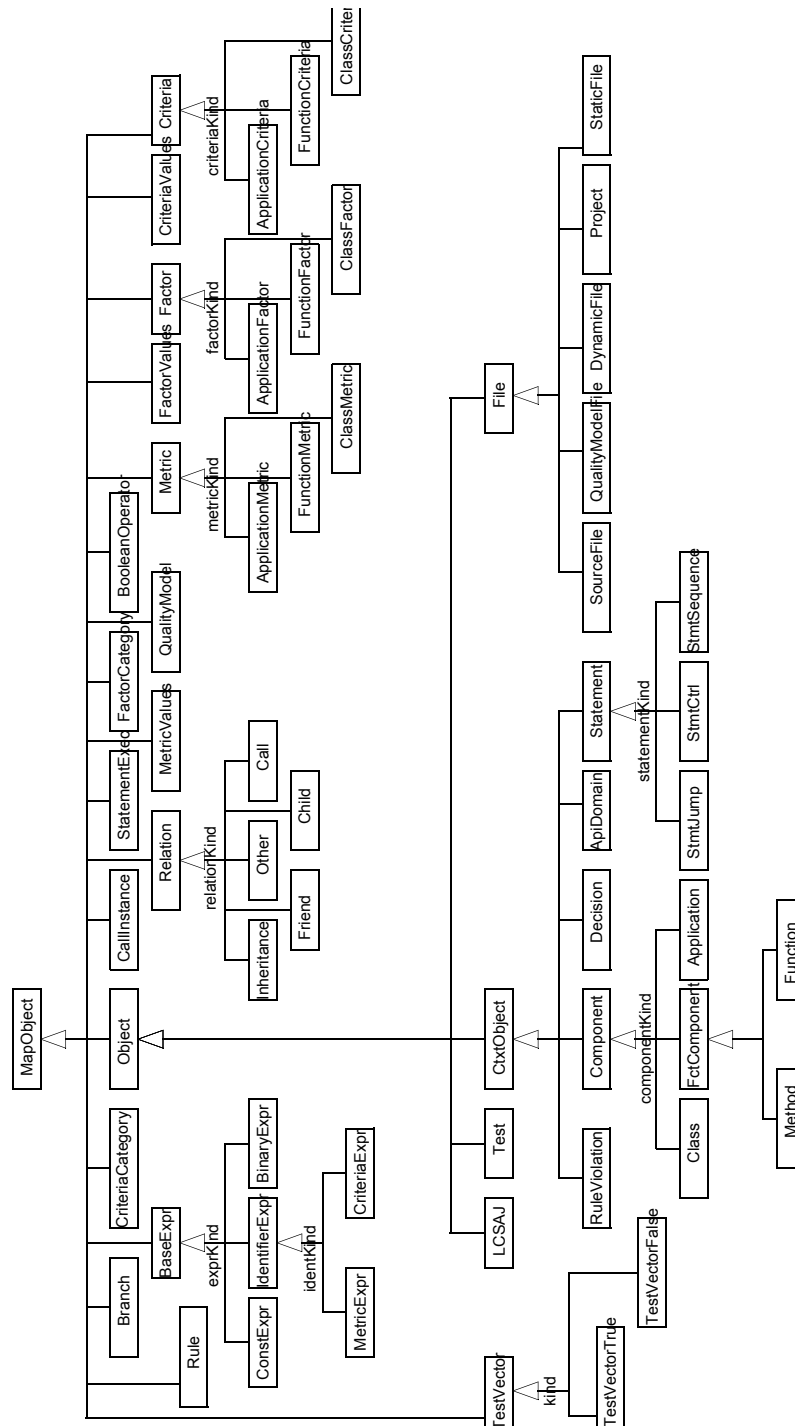 MapObject
Rule
Branch
BaseExpr
CriteriaCategory
Object
CallInstance
Relation
StatementExec
MetricValues
FactorCategory
QualityModel
BooleanOperator
Metric
FactorValues
Factor
CriteriaValues
Criteria
exprKind
relationKind
metricKind
factorKind
criteriaKind
ConstExpr
IdentifierExpr
BinaryExpr
Inheritance
Friend
Other
Child
Call
ApplicationMetric
FunctionMetric
ClassMetric
ApplicationFactor
FunctionFactor
ClassFactor
ApplicationCriteria
FunctionCriteria
identKind
MetricExpr
CriteriaExpr
TestVector
LCSAJ
Test
CtxtObject
File
kind
TestVectorTrue
TestVectorFalse
RuleViolation
Component
Decision
ApiDomain
Statement
SourceFile
QualityModelFile
DynamicFile
Project
StaticFile
componentKind
statementKind
Class
FctComponent
Application
StmtJump
StmtCtrl
StmtSequence
Method
Function